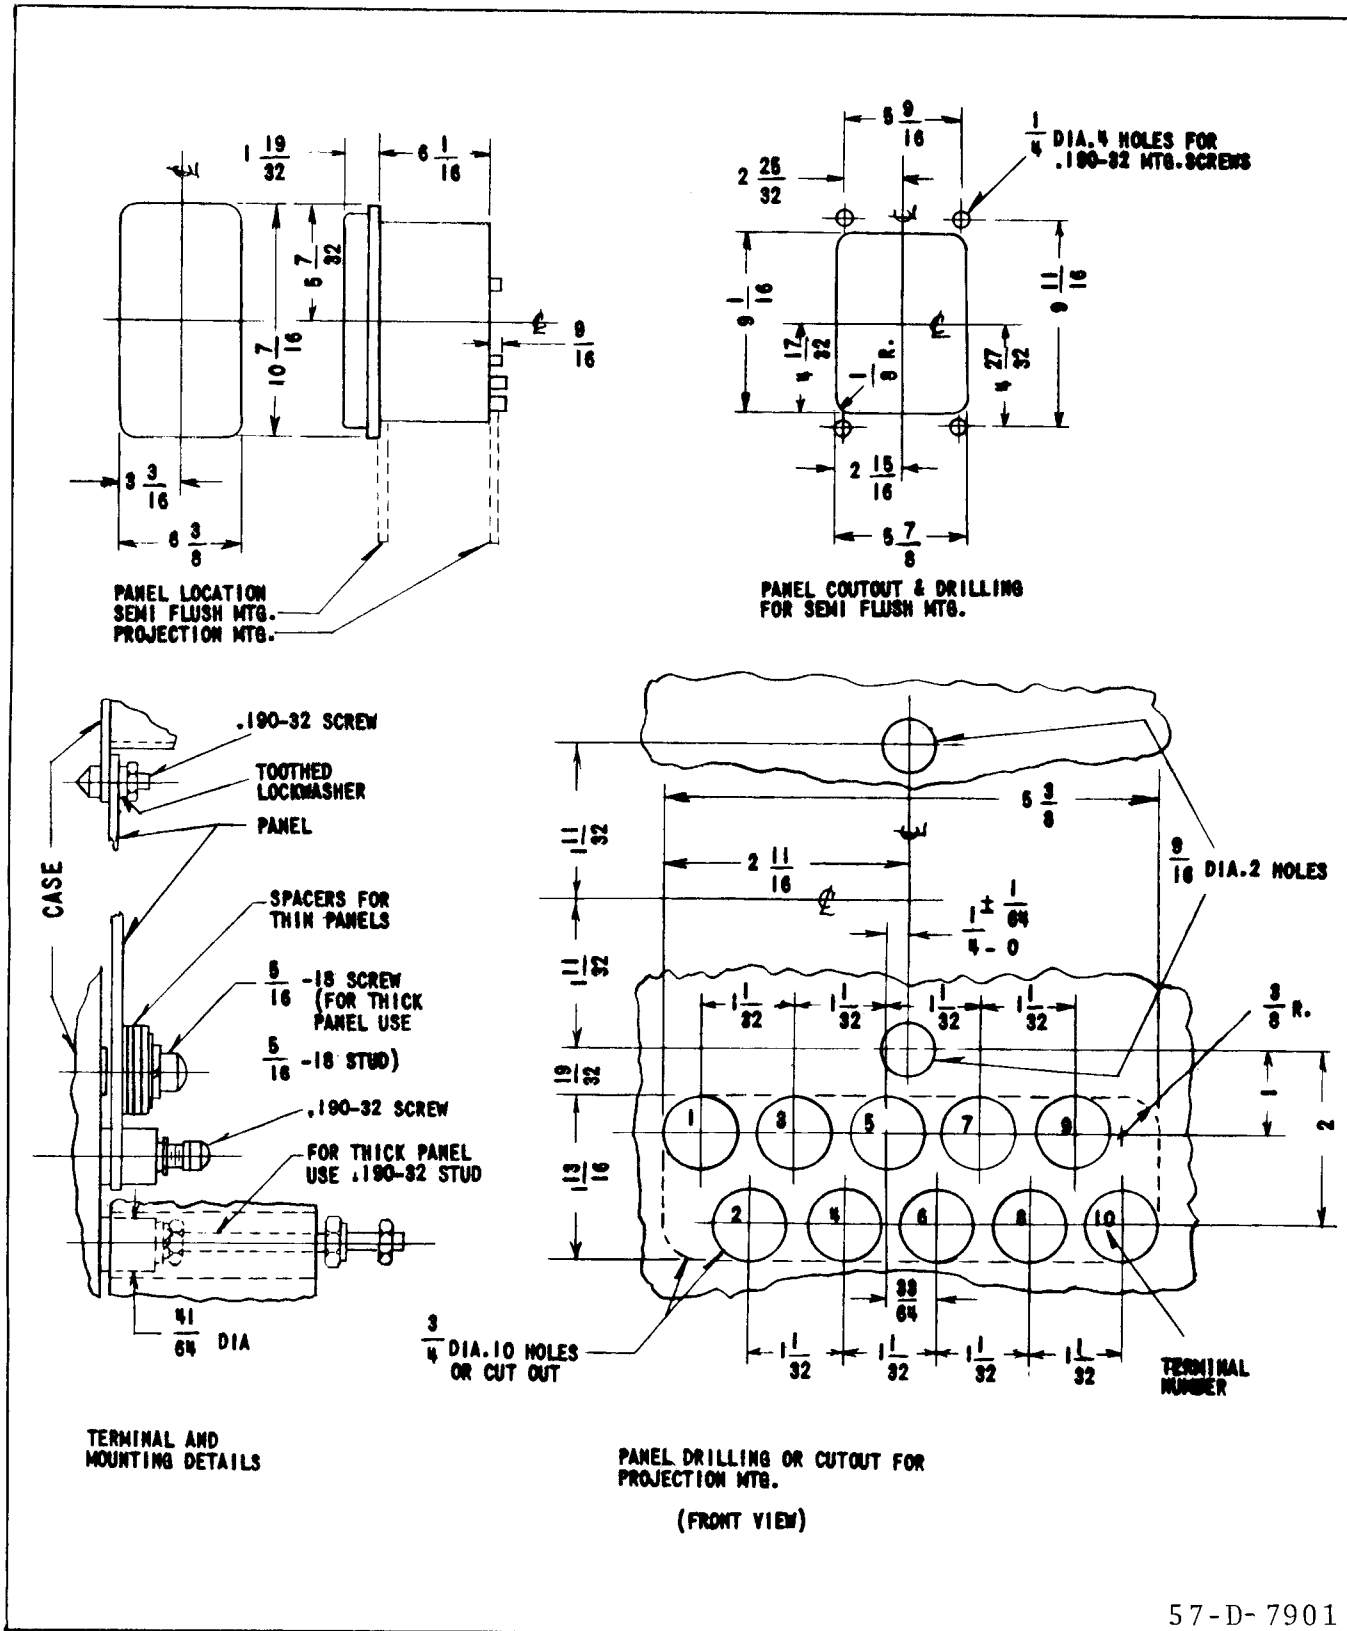 1 19/32
6 1/16
5 7/32
10 7/16
9/16
3 3/16
6 3/8
PANEL LOCATION
SEMI FLUSH MTG.
PROJECTION MTG.
5 9/16
2 25/32
1/4 DIA.4 HOLES FOR
.190-32 MTG.SCREWS
9 1/16
9 11/16
4 17/32
1/8 R.
4 27/32
2 15/16
5 7/8
PANEL COUTOUT & DRILLING
FOR SEMI FLUSH MTG.
.190-32 SCREW
TOOTHED
LOCKWASHER
PANEL
CASE
SPACERS FOR
THIN PANELS
5/16 -18 SCREW
(FOR THICK
PANEL USE
5/16 -18 STUD)
.190-32 SCREW
FOR THICK PANEL
USE .190-32 STUD
41/64 DIA
TERMINAL AND
MOUNTING DETAILS
5 3/8
11/32
2 11/16
9/16 DIA.2 HOLES
1/4 ± 1/64 - 0
11/32
1 1/32
1 1/32
1 1/32
1 1/32
3/8 R.
19/32
1
2
1
3
5
7
9
13/16
2
4
6
8
10
33/64
3/4 DIA.10 HOLES
OR CUT OUT
1 1/32
1 1/32
1 1/32
1 1/32
TERMINAL
NUMBER
PANEL DRILLING OR CUTOUT FOR
PROJECTION MTG.
(FRONT VIEW)
57-D-7901